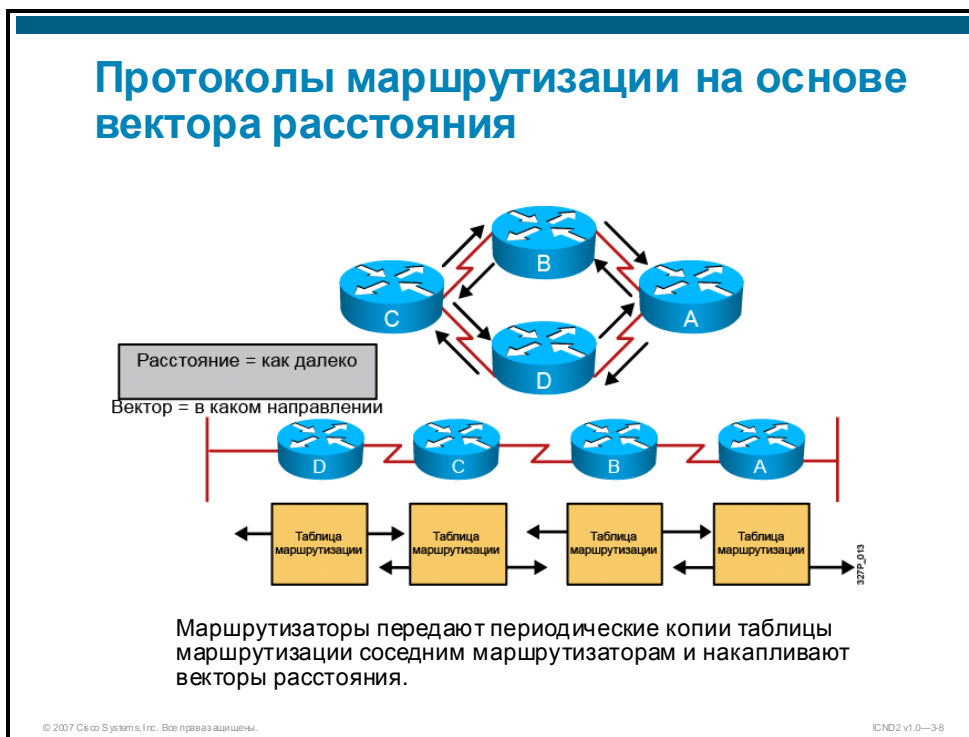 Протоколы маршрутизации на основе
вектора расстояния
B
C
A
D
Расстояние = как далеко
Вектор = в каком направлении
D
C
B
A
Таблица
маршрутизации
Таблица
маршрутизации
Таблица
маршрутизации
Таблица
маршрутизации
327P_013
Маршрутизаторы передают периодические копии таблицы
маршрутизации соседним маршрутизаторам и накапливают
векторы расстояния.
© 2007 Cisco Systems, Inc. Все права защищены.
ICND2 v1.0—3-8